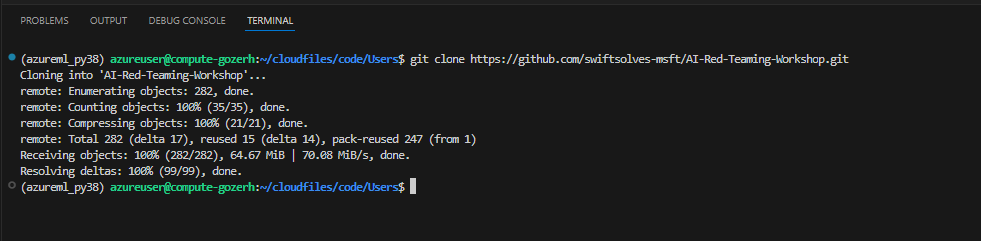 PROBLEMS OUTPUT DEBUG CONSOLE TERMINAL
(azureml_py38) azureuser@compute-gozerh:~/cloudfiles/code/Users$ git clone https://github.com/swiftsolves-msft/AI-Red-Teaming-Workshop.git
Cloning into 'AI-Red-Teaming-Workshop'...
remote: Enumerating objects: 282, done.
remote: Counting objects: 100% (35/35), done.
remote: Compressing objects: 100% (21/21), done.
remote: Total 282 (delta 17), reused 15 (delta 14), pack-reused 247 (from 1)
Receiving objects: 100% (282/282), 64.67 MiB | 70.08 MiB/s, done.
Resolving deltas: 100% (99/99), done.
(azureml_py38) azureuser@compute-gozerh:~/cloudfiles/code/Users$